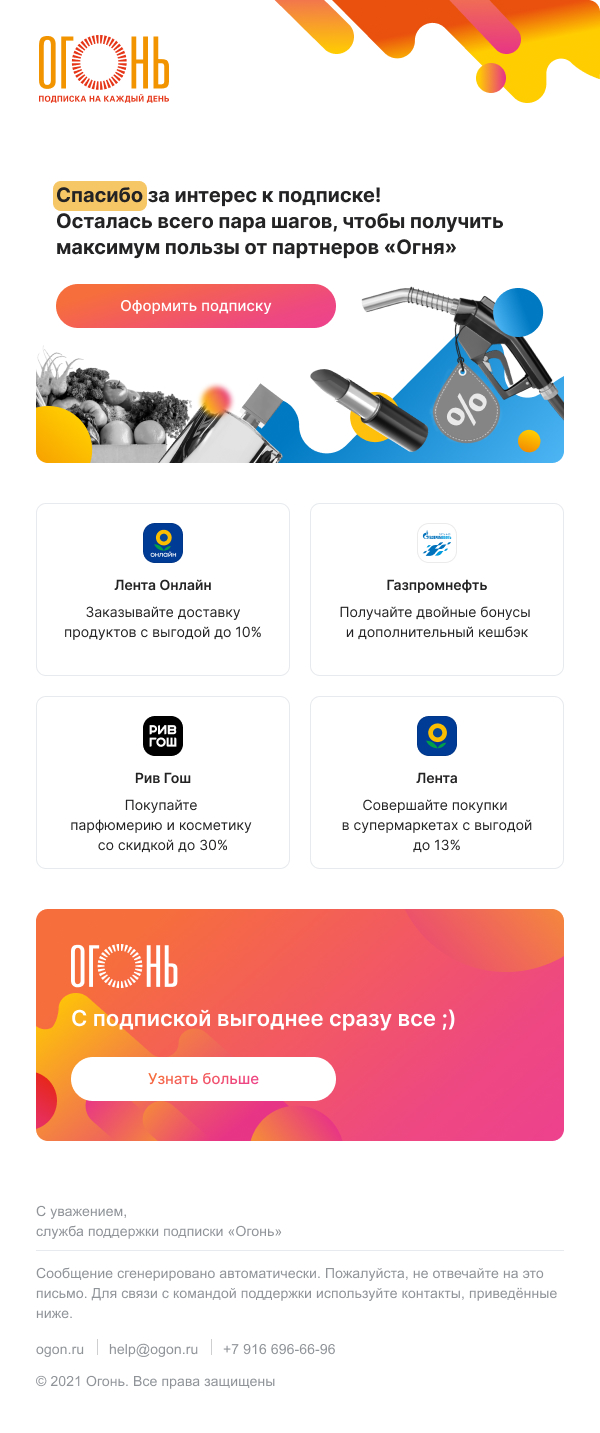 ОГОНЬ
ПОДПИСКА НА КАЖДЫЙ ДЕНЬ
Спасибо за интерес к подписке!
Осталась всего пара шагов, чтобы получить
максимум пользы от партнеров «Огня»
Оформить подписку
%
ОНЛАЙН
Лента Онлайн
Заказывайте доставку
продуктов с выгодой до 10%
ГАЗПРОМНЕФТЬ
Газпромнефть
Получайте двойные бонусы
и дополнительный кешбэк
РИВ
ГОШ
Рив Гош
Покупайте
парфюмерию и косметику
со скидкой до 30%
Лента
Совершайте покупки
в супермаркетах с выгодой
до 13%
ОГОНЬ
С подпиской выгоднее сразу все ;)
Узнать больше
С уважением,
служба поддержки подписки «Огонь»
Сообщение сгенерировано автоматически. Пожалуйста, не отвечайте на это
письмо. Для связи с командой поддержки используйте контакты, приведённые
ниже.
ogon.ru help@ogon.ru +7 916 696-66-96
© 2021 Огонь. Все права защищены